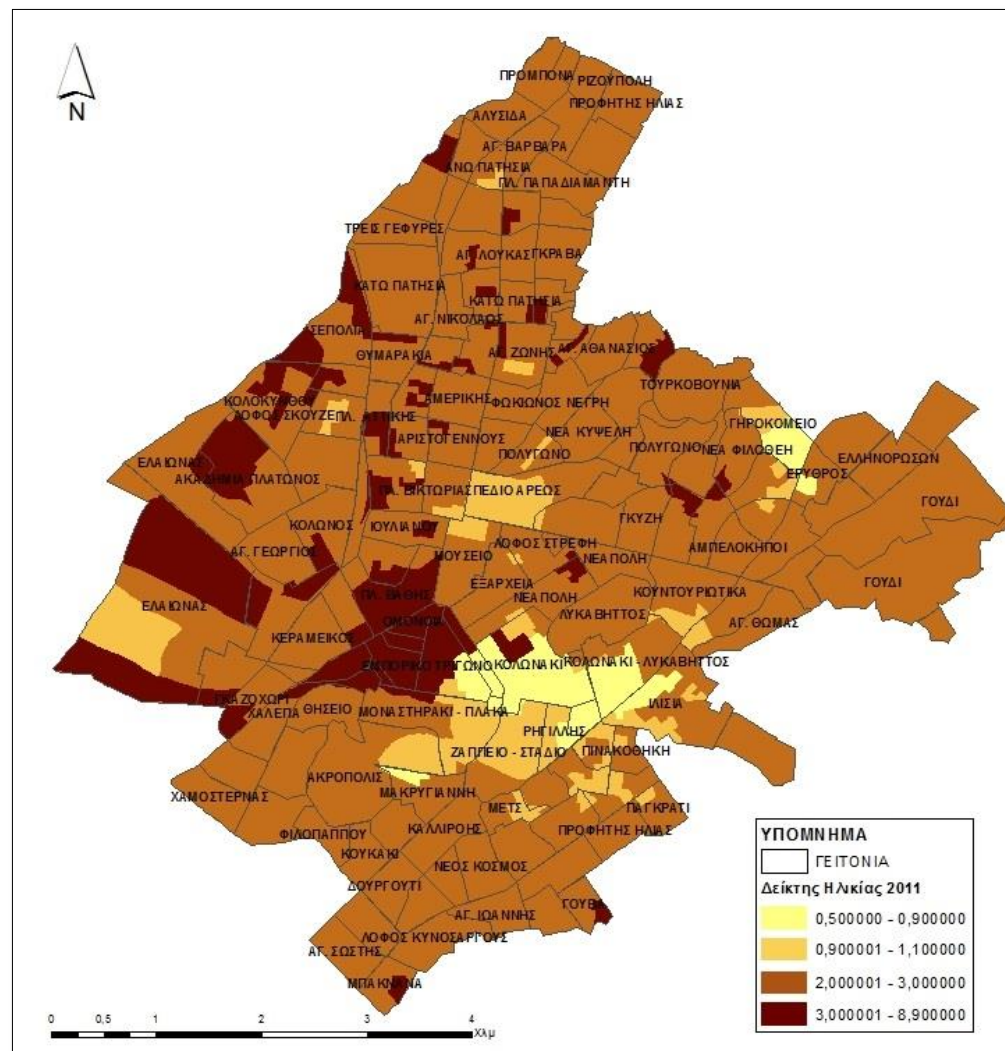 N
ΠΡΟΜΠΟΝΑ
ΡΙΖΟΥΠΟΛΗ
ΠΡΟΦΗΤΗΣ ΗΛΙΑΣ
ΑΛΥΣΙΔΑ
ΑΓ. ΒΑΡΒΑΡΑ
ΑΝΩ ΠΑΤΗΣΙΑ
ΠΛ. ΠΑΠΑΔΙΑΜΑΝΤΗ
ΤΡΕΙΣ ΓΕΦΥΡΕΣ
ΑΓ. ΛΟΥΚΑΣ
ΓΚΡΑΒΑ
ΚΑΤΩ ΠΑΤΗΣΙΑ
ΚΑΤΩ ΠΑΤΗΣΙΑ
ΑΓ. ΝΙΚΟΛΑΟΣ
ΣΕΠΟΛΙΑ
ΘΥΜΑΡΑΚΙΑ
ΑΓ. ΖΩΝΗΣ
ΑΓ. ΑΘΑΝΑΣΙΟΣ
ΤΟΥΡΚΟΒΟΥΝΙΑ
ΚΟΛΟΚΥΝΘΟΥ
ΛΟΦΟΣ ΣΚΟΥΖΕ
ΠΛ. ΑΤΤΙΚΗΣ
ΑΜΕΡΙΚΗΣ
ΦΩΚΙΩΝΟΣ ΝΕΓΡΗ
ΓΗΡΟΚΟΜΕΙΟ
ΑΡΙΣΤΟΓΕΝΝΟΥΣ
ΝΕΑ ΚΥΨΕΛΗ
ΠΟΛΥΓΩΝΟ
ΠΟΛΥΓΩΝΟ
ΝΕΑ ΦΙΛΟΘΕΗ
ΕΛΛΗΝΟΡΩΣΩΝ
ΕΛΑΙΩΝΑΣ
ΑΚΑΔΗΜΙΑ ΠΛΑΤΩΝΟΣ
ΕΡΥΘΡΟΣ
ΠΛ. ΒΙΚΤΩΡΙΑΣ
ΠΕΔΙΟ ΑΡΕΩΣ
ΓΟΥΔΙ
ΚΟΛΩΝΟΣ
ΙΟΥΛΙΑΝΟΥ
ΓΚΥΖΗ
ΑΓ. ΓΕΩΡΓΙΟΣ
ΜΟΥΣΕΙΟ
ΛΟΦΟΣ ΣΤΡΕΦΗ
ΝΕΑΠΟΛΗ
ΑΜΠΕΛΟΚΗΠΟΙ
ΓΟΥΔΙ
ΕΞΑΡΧΕΙΑ
ΠΛ. ΒΑΘΗΣ
ΝΕΑΠΟΛΗ
ΚΟΥΝΤΟΥΡΙΩΤΙΚΑ
ΕΛΑΙΩΝΑΣ
ΛΥΚΑΒΗΤΤΟΣ
ΟΜΟΝΟΙΑ
ΑΓ. ΘΩΜΑΣ
ΚΕΡΑΜΕΙΚΟΣ
ΕΜΠΟΡΙΚΟ ΤΡΙΓΩΝΟ
ΚΟΛΩΝΑΚΙ
ΚΟΛΩΝΑΚΙ - ΛΥΚΑΒΗΤΤΟΣ
ΓΚΑΖΟΧΩΡΙ
ΧΑΛΕΠΑ
ΘΗΣΕΙΟ
ΜΟΝΑΣΤΗΡΑΚΙ - ΠΛΑΚΑ
ΙΛΙΣΙΑ
ΡΗΓΙΛΛΗΣ
ΖΑΠΠΕΙΟ - ΣΤΑΔΙΟ
ΠΙΝΑΚΟΘΗΚΗ
ΑΚΡΟΠΟΛΙΣ
ΧΑΜΟΣΤΕΡΝΑΣ
ΜΑΚΡΥΓΙΑΝΝΗ
ΜΕΤΣ
ΠΑΓΚΡΑΤΙ
ΦΙΛΟΠΑΠΠΟΥ
ΚΑΛΛΙΡΟΗΣ
ΠΡΟΦΗΤΗΣ ΗΛΙΑΣ
ΚΟΥΚΑΚΙ
ΝΕΟΣ ΚΟΣΜΟΣ
ΔΟΥΡΓΟΥΤΙ
ΓΟΥΒΑ
ΑΓ. ΙΩΑΝΝΗΣ
ΛΟΦΟΣ ΚΥΝΟΣΑΡΓΟΥΣ
ΑΓ. ΣΩΣΤΗΣ
ΜΠΑΚΝΑΝΑ
ΥΠΟΜΝΗΜΑ
ΓΕΙΤΟΝΙΑ
Δείκτης Ηλικίας 2011
0,500000 - 0,900000
0,900001 - 1,100000
2,000001 - 3,000000
3,000001 - 8,900000
0 0,5 1 2 3 4
Χλμ